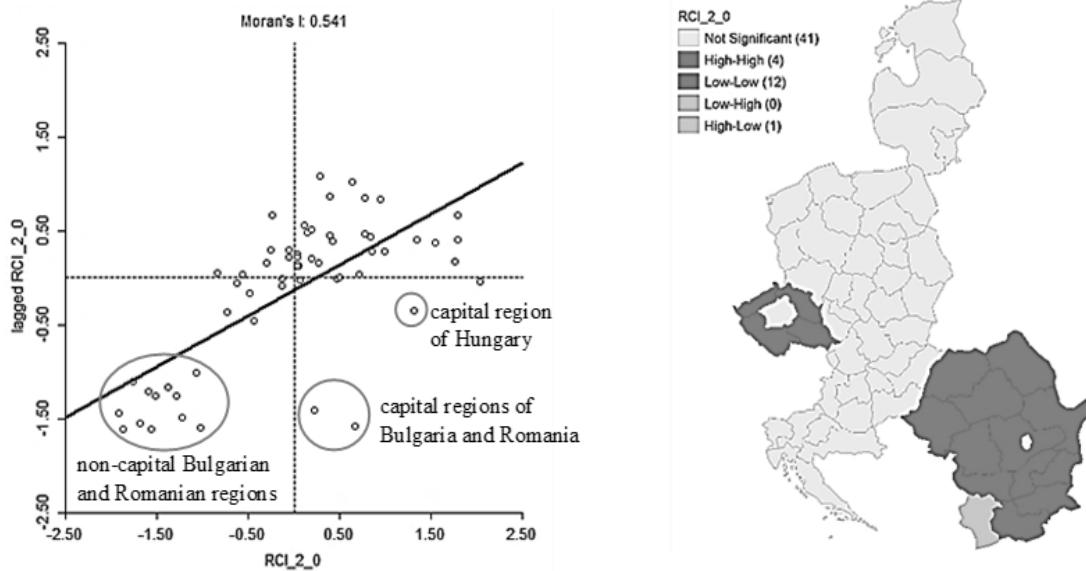 Moran's I: 0.541
2.50
1.50
0.50
-0.50
-1.50
-2.50
lagged RCI_2_0
capital region
of Hungary
capital regions of
Bulgaria and Romania
non-capital Bulgarian
and Romanian regions
-2.50 -1.50 -0.50 0.50 1.50 2.50
RCI_2_0
RCI_2_0
Not Significant (41)
High-High (4)
Low-Low (12)
Low-High (0)
High-Low (1)